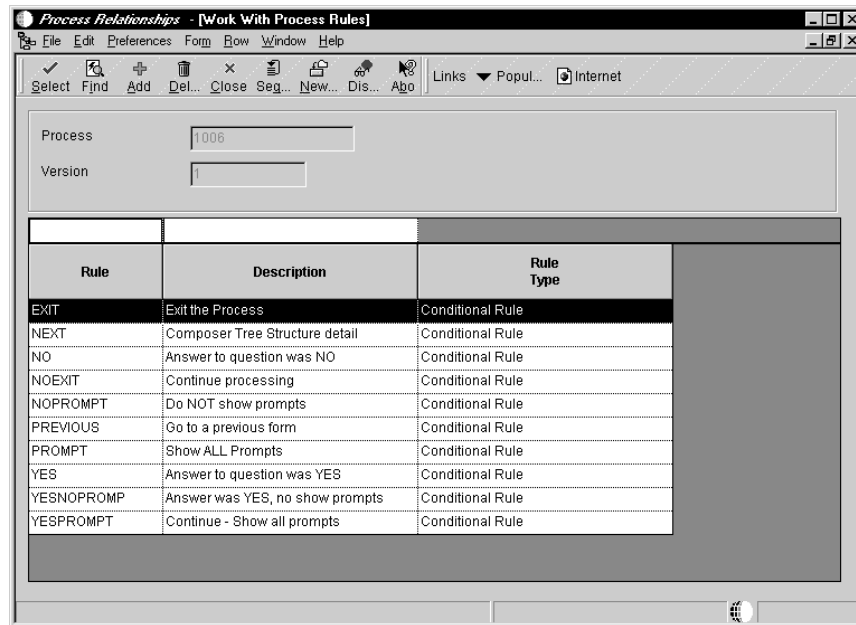 Process Relationships - [Work With Process Rules]
File Edit Preferences Form Row Window Help
Select Find Add Del... Close Seq... New... Dis... Abo Links Popul... Internet
Process 1006
Version 1
Rule Description Rule Type
EXIT Exit the Process Conditional Rule
NEXT Composer Tree Structure detail Conditional Rule
NO Answer to question was NO Conditional Rule
NOEXIT Continue processing Conditional Rule
NOPROMPT Do NOT show prompts Conditional Rule
PREVIOUS Go to a previous form Conditional Rule
PROMPT Show ALL Prompts Conditional Rule
YES Answer to question was YES Conditional Rule
YESNOPROMP Answer was YES, no show prompts Conditional Rule
YESPROMPT Continue - Show all prompts Conditional Rule